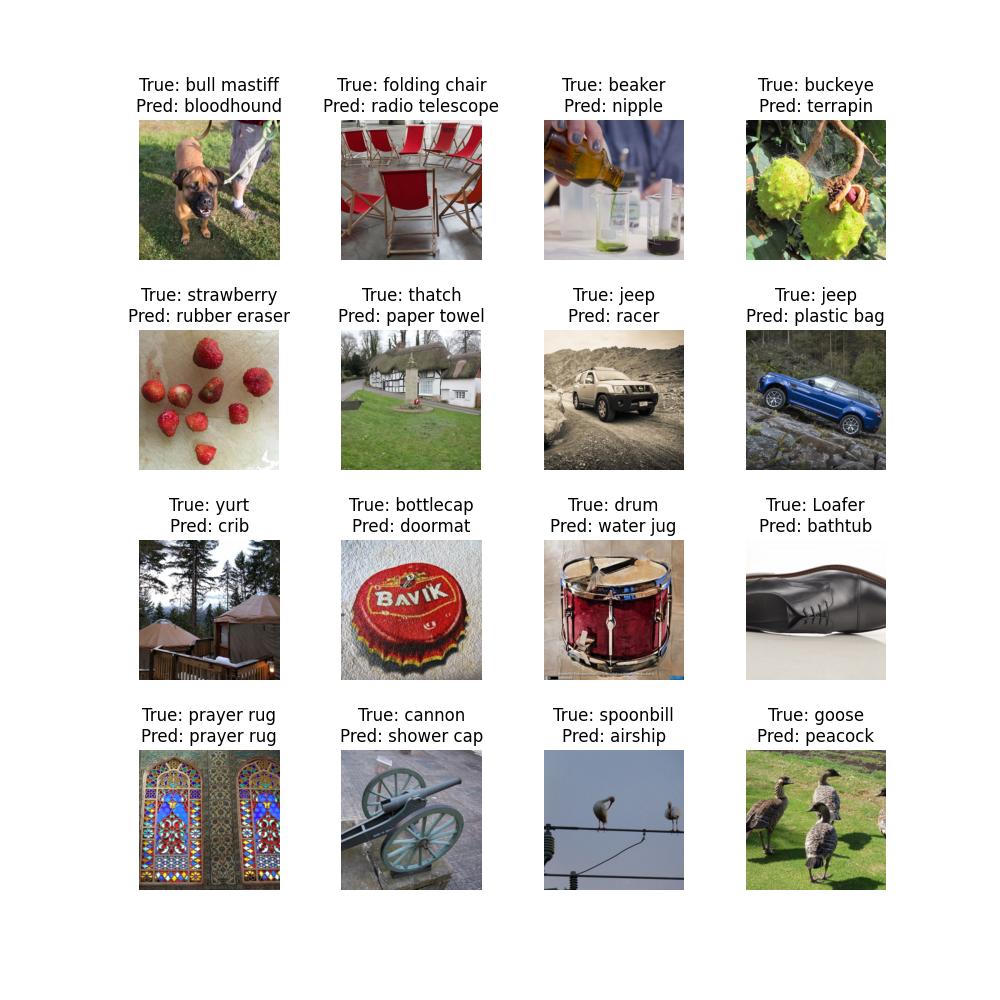 True: bull mastiff
Pred: bloodhound
True: folding chair
Pred: radio telescope
True: beaker
Pred: nipple
True: buckeye
Pred: terrapin
True: strawberry
Pred: rubber eraser
True: thatch
Pred: paper towel
True: jeep
Pred: racer
True: jeep
Pred: plastic bag
True: yurt
Pred: crib
True: bottlecap
Pred: doormat
BAVIK
True: drum
Pred: water jug
True: Loafer
Pred: bathtub
True: prayer rug
Pred: prayer rug
True: cannon
Pred: shower cap
True: spoonbill
Pred: airship
True: goose
Pred: peacock